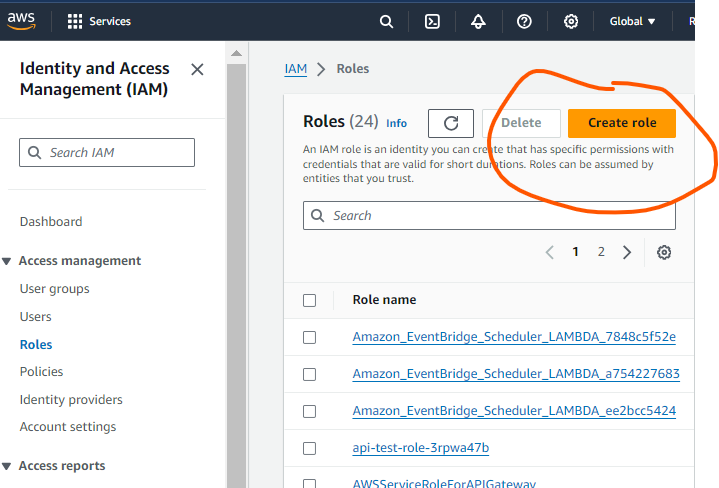 aws
Services
Global
Identity and Access
Management (IAM)
Search IAM
Dashboard
Access management
User groups
Users
Roles
Policies
Identity providers
Account settings
Access reports
IAM > Roles
Roles (24) Info
Delete
Create role
An IAM role is an identity you can create that has specific permissions with
credentials that are valid for short durations. Roles can be assumed by
entities that you trust.
Search
1 2
Role name
Amazon_EventBridge_Scheduler_LAMBDA_7848c5f52e
Amazon_EventBridge_Scheduler_LAMBDA_a754227683
Amazon_EventBridge_Scheduler_LAMBDA_ee2bcc5424
api-test-role-3rpwa47b
AWSServiceRoleForAPIGateway